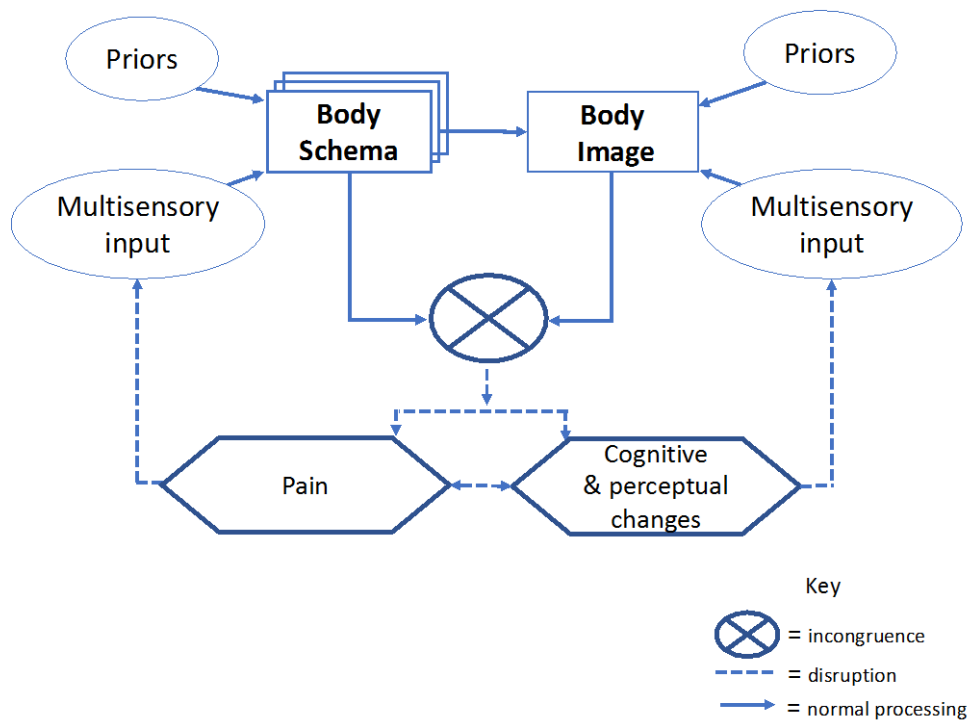 Priors
Priors
Body
Schema
Body
Image
Multisensory
input
Multisensory
input
Pain
Cognitive
& perceptual
changes
Key
= incongruence
= disruption
= normal processing